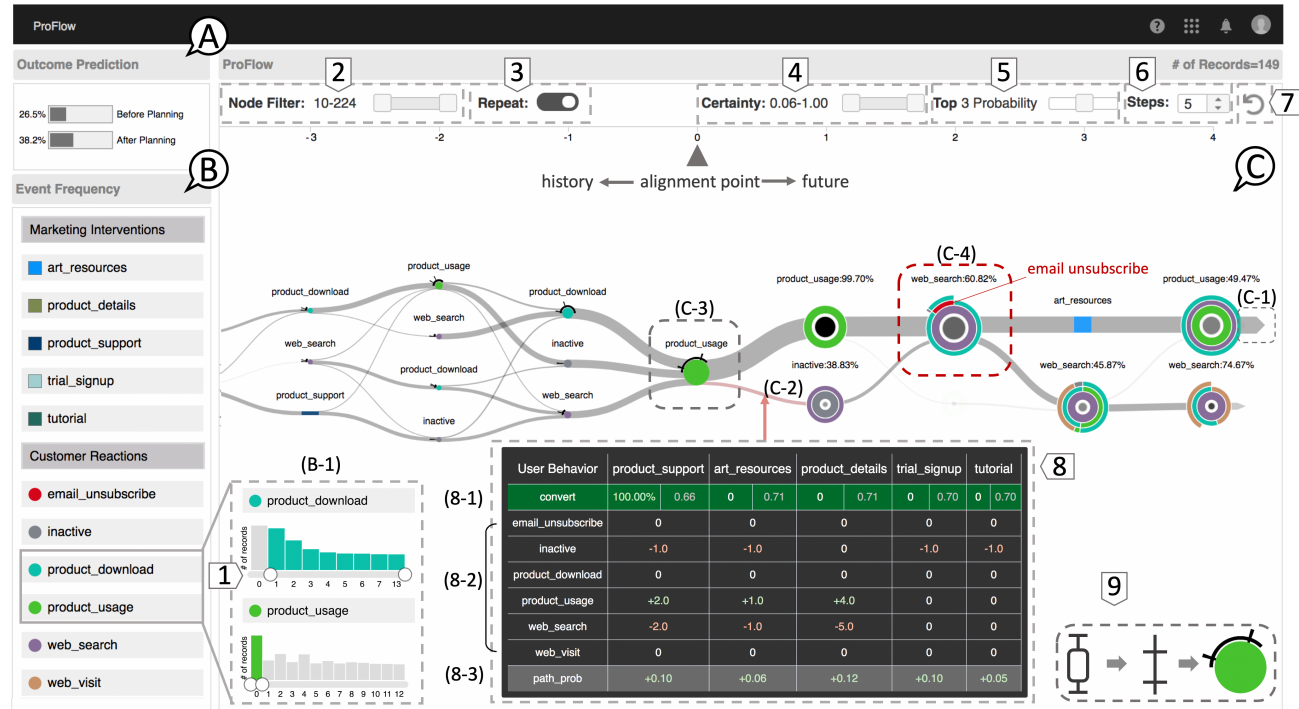 ProFlow
A
Outcome Prediction
26.5% Before Planning
38.2% After Planning
B
Event Frequency
Marketing Interventions
art_resources
product_details
product_support
trial_signup
tutorial
Customer Reactions
email_unsubscribe
inactive
product_download
product_usage
web_search
web_visit
ProFlow
# of Records=149
2
3
4
5
6
7
Node Filter: 10-224
Repeat:
Certainty: 0.06-1.00
Top 3 Probability
Steps: 5
-3 -2 -1 0 1 2 3 4
history alignment point future
C
product_download
web_search
product_support
product_usage
web_search
product_download
inactive
product_download
inactive
web_search
(C-3)
product_usage
(C-2)
product_usage:99.70%
inactive:38.83%
(C-4)
web_search:60.82%
email unsubscribe
art_resources
web_search:45.87%
product_usage:49.47%
(C-1)
web_search:74.67%
(B-1)
1
product_download
# of records
0 1 2 3 4 5 6 7 13
product_usage
# of records
0 1 2 3 4 5 6 7 8 9 10 11 12
8
User Behavior product_support art_resources product_details trial_signup tutorial
(8-1) convert 100.00% 0.66 0 0.71 0 0.71 0 0.70 0 0.70
email_unsubscribe 0 0 0 0 0
inactive -1.0 -1.0 0 -1.0 -1.0
(8-2) product_download 0 0 0 0 0
product_usage +2.0 +1.0 +4.0 0 0
web_search -2.0 -1.0 -5.0 0 0
web_visit 0 0 0 0 0
(8-3) path_prob +0.10 +0.06 +0.12 +0.10 +0.05
9